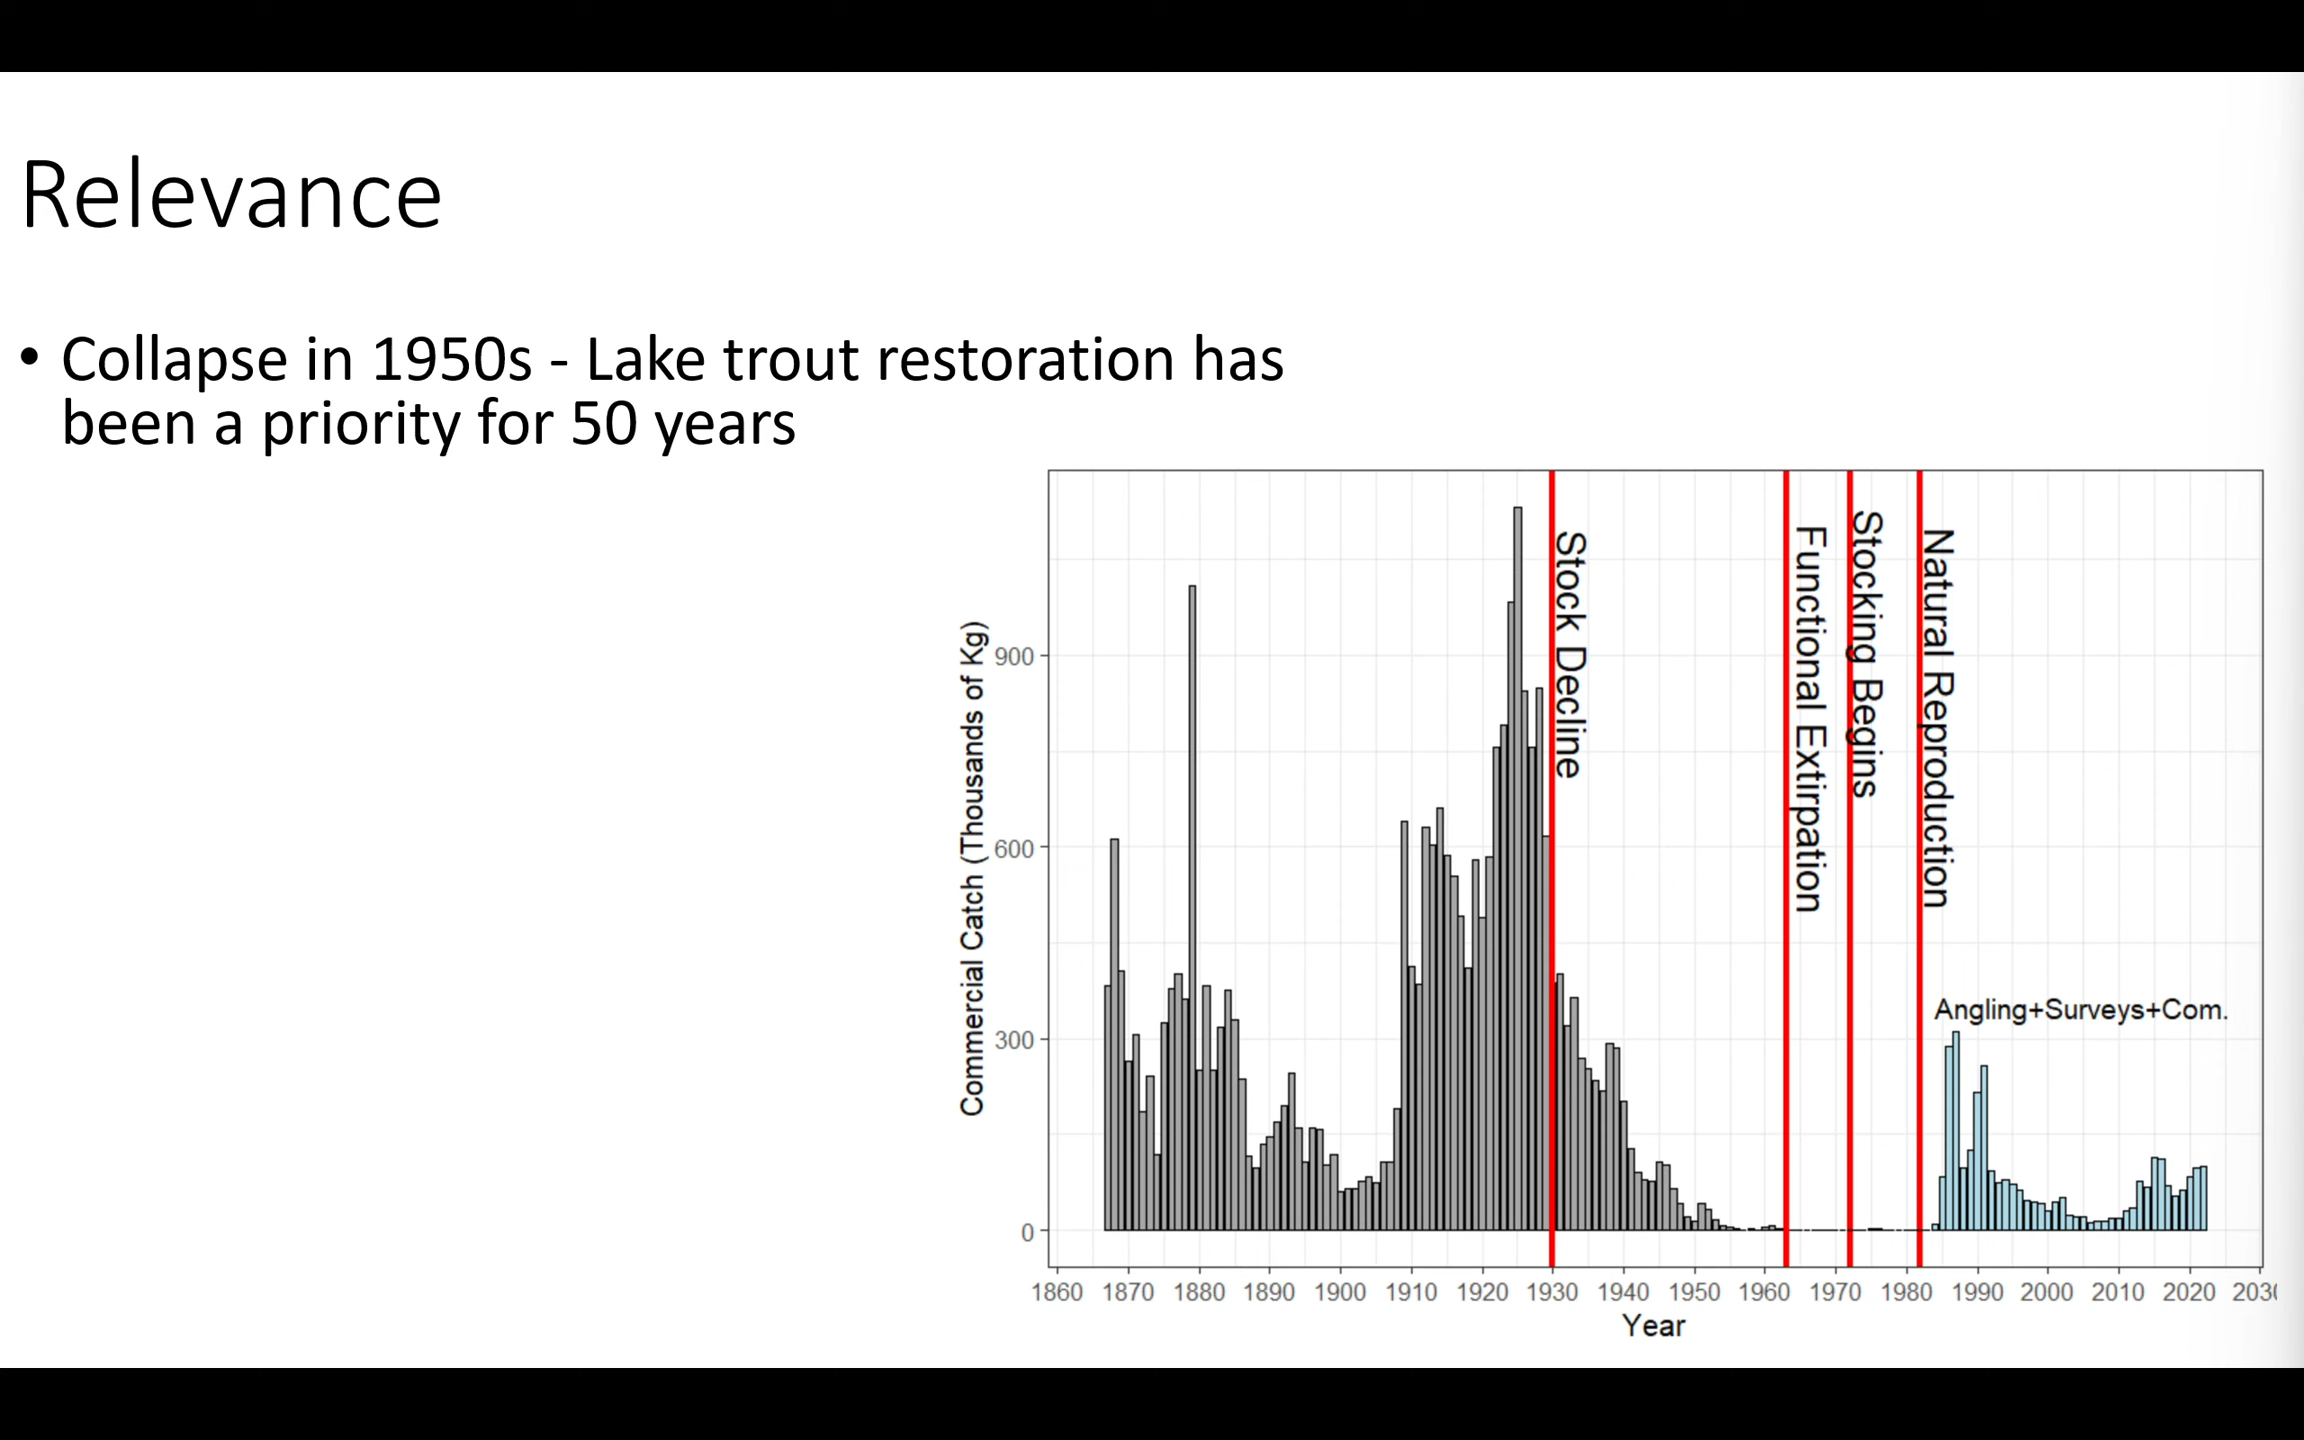 Relevance
• Collapse in 1950s - Lake trout restoration has
been a priority for 50 years
Commercial Catch (Thousands of Kg)
900
600
300
0
Stock Decline
Functional Extirpation
Stocking Begins
Natural Reproduction
Angling+Surveys+Com.
1860 1870 1880 1890 1900 1910 1920 1930 1940 1950 1960 1970 1980 1990 2000 2010 2020 203
Year